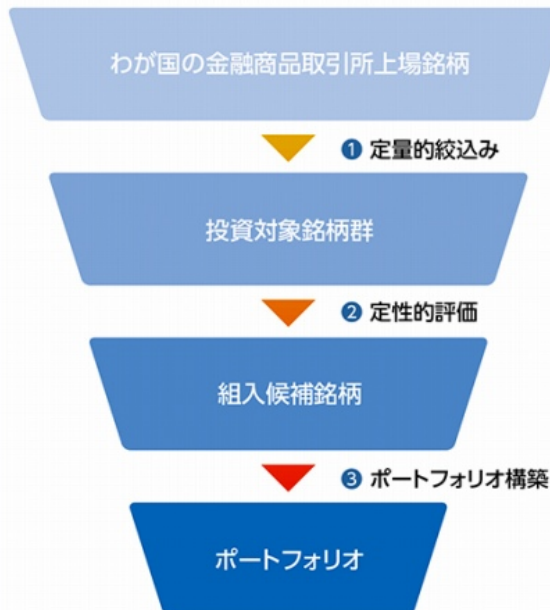 わが国の金融商品取引所上場銘柄
❶ 定量的絞込み
投資対象銘柄群
❷ 定性的評価
組入候補銘柄
❸ ポートフォリオ構築
ポートフォリオ